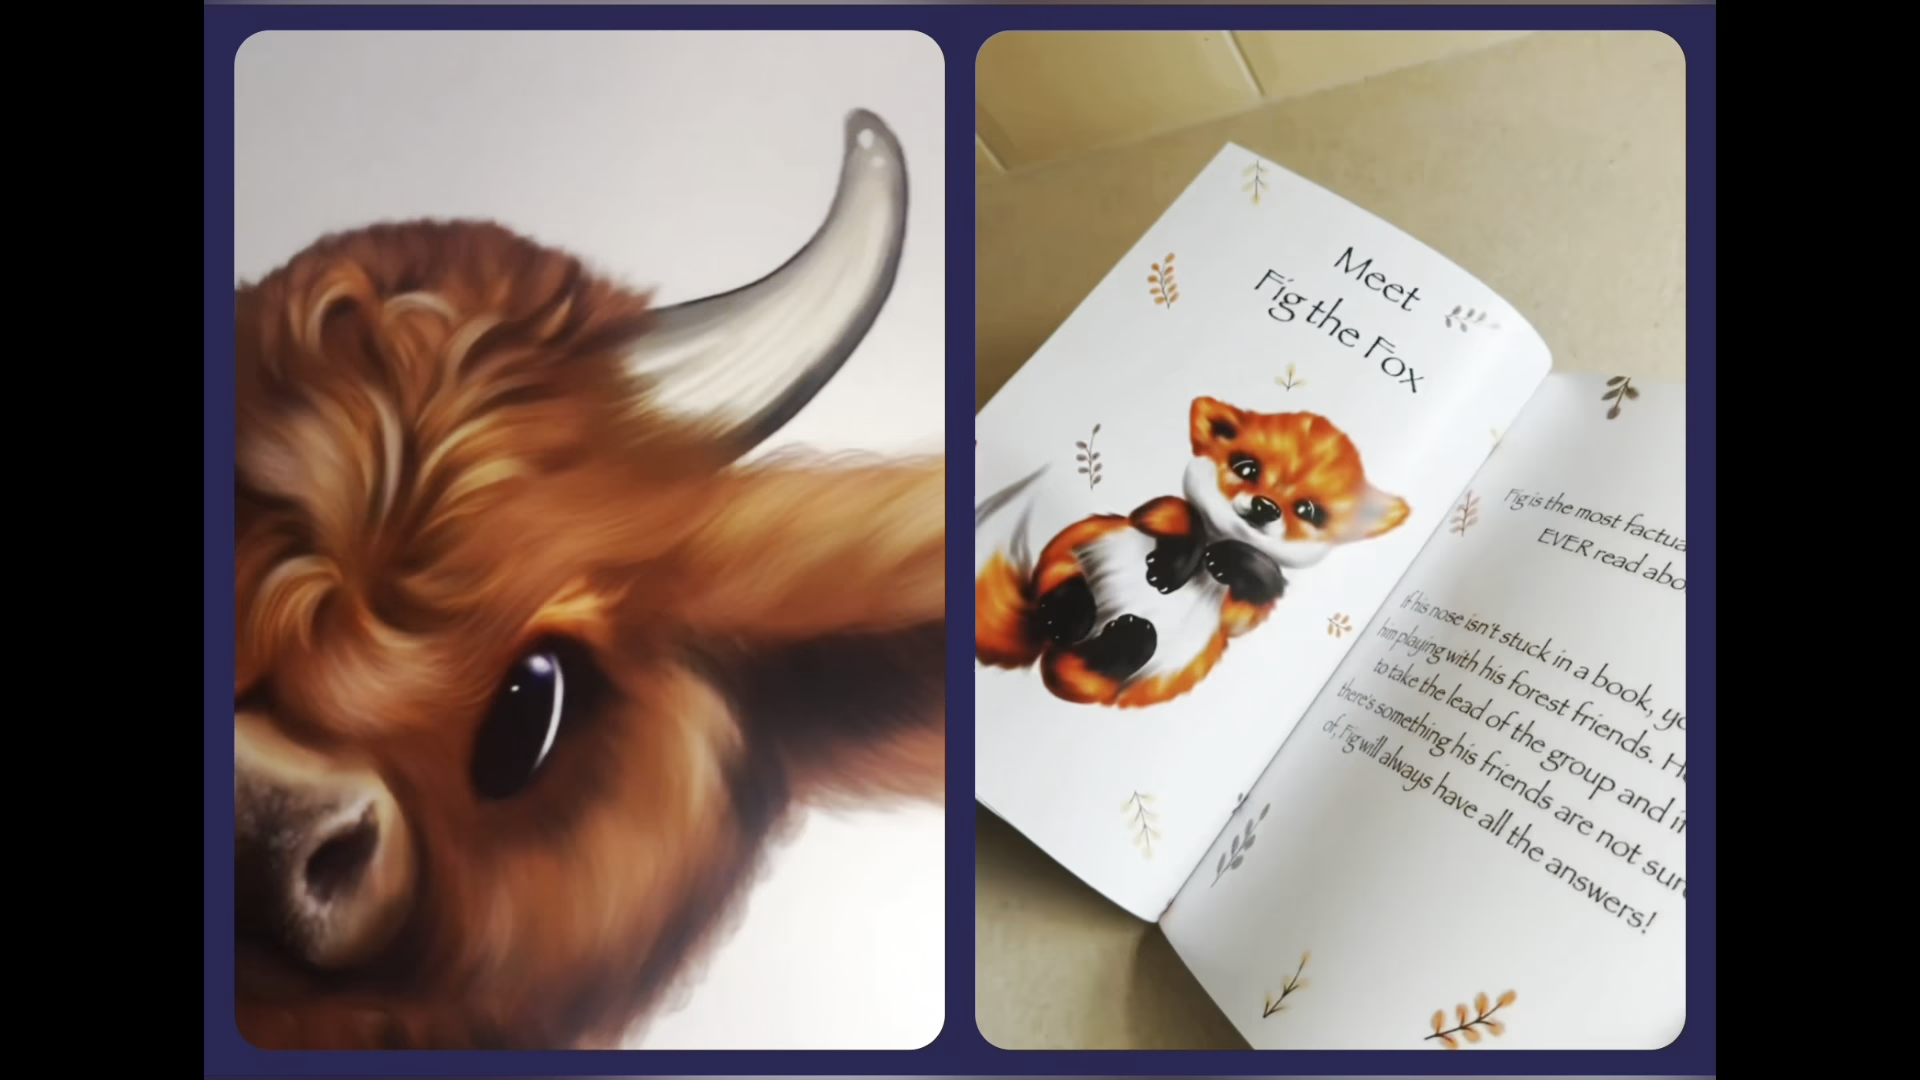 Meet
Fig the Fox
Fig is the most factua
EVER read abo
If his nose isn't stuck in a book, yo
him playing with his forest friends. H
to take the lead of the group and if
there's something his friends are not sure
of, Fig will always have all the answers!